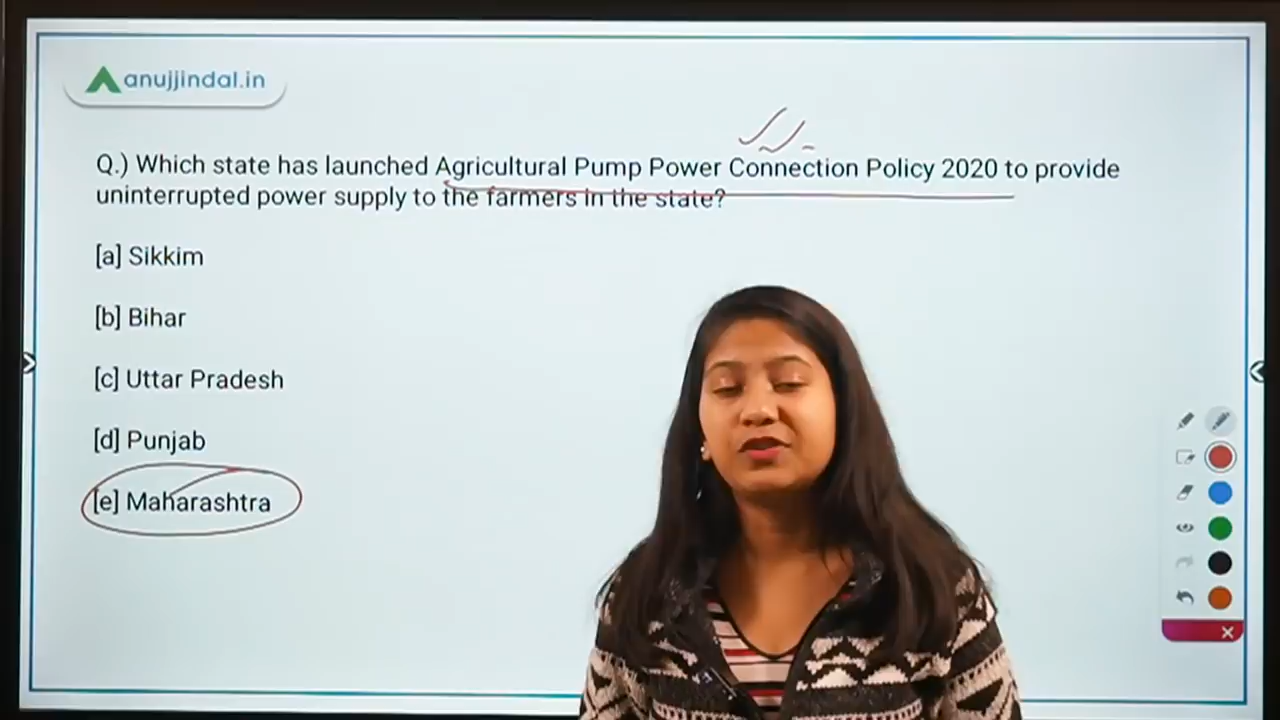 anujjindal.in
Q.) Which state has launched Agricultural Pump Power Connection Policy 2020 to provide
uninterrupted power supply to the farmers in the state?
[a] Sikkim
[b] Bihar
[c] Uttar Pradesh
[d] Punjab
[e] Maharashtra